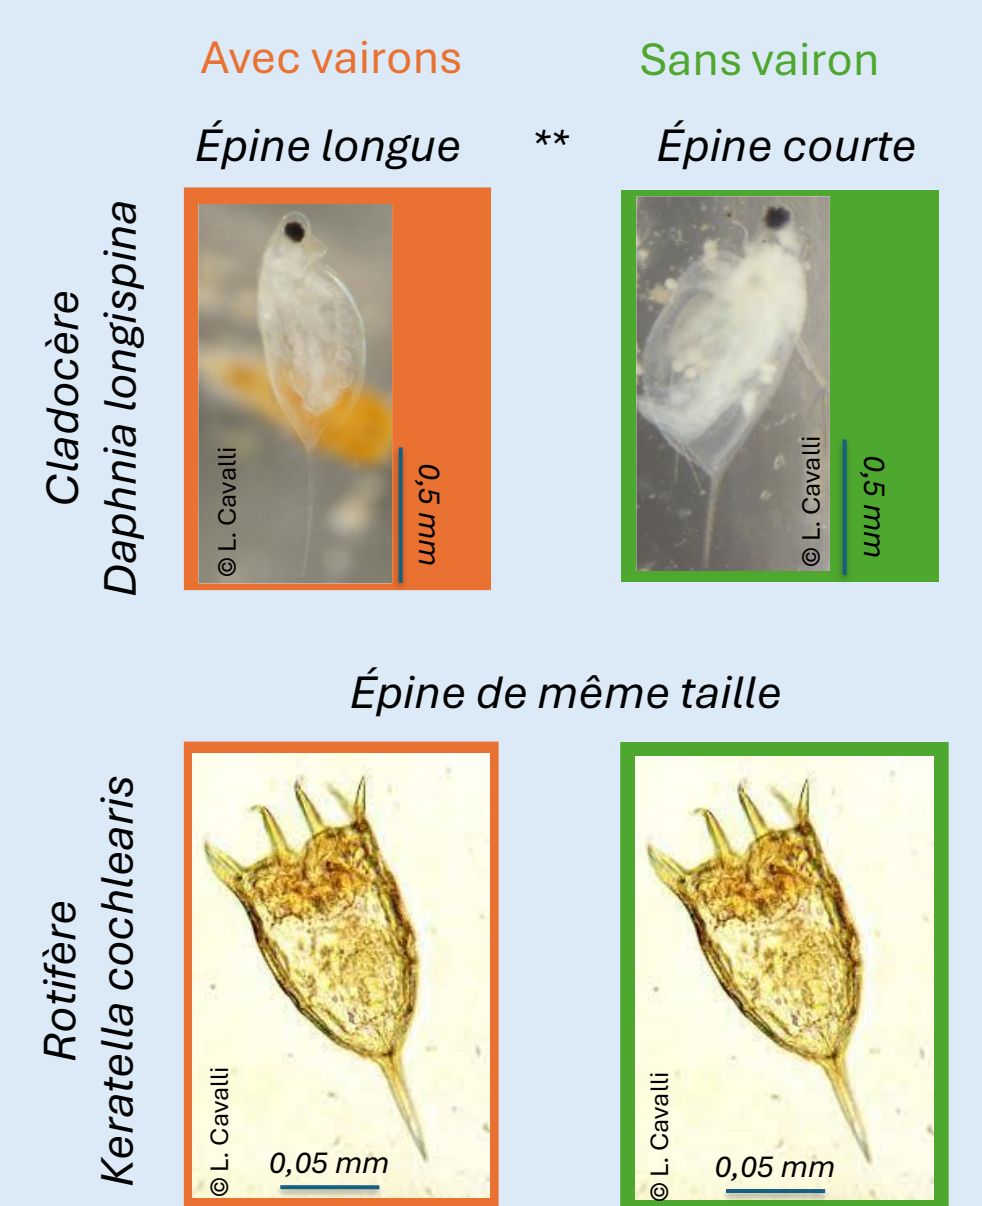 Avec vairons
Sans vairon
Épine longue
**
Épine courte
Cladocère
Daphnia longispina
© L. Cavalli
0,5 mm
© L. Cavalli
0,5 mm
Épine de même taille
Rotifère
Keratella cochlearis
© L. Cavalli
0,05 mm
© L. Cavalli
0,05 mm